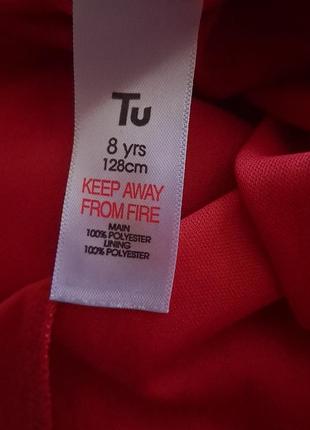 Tu
8 yrs
128cm
KEEP AWAY
FROM FIRE
MAIN
100% POLYESTER
LINING
100% POLYESTER